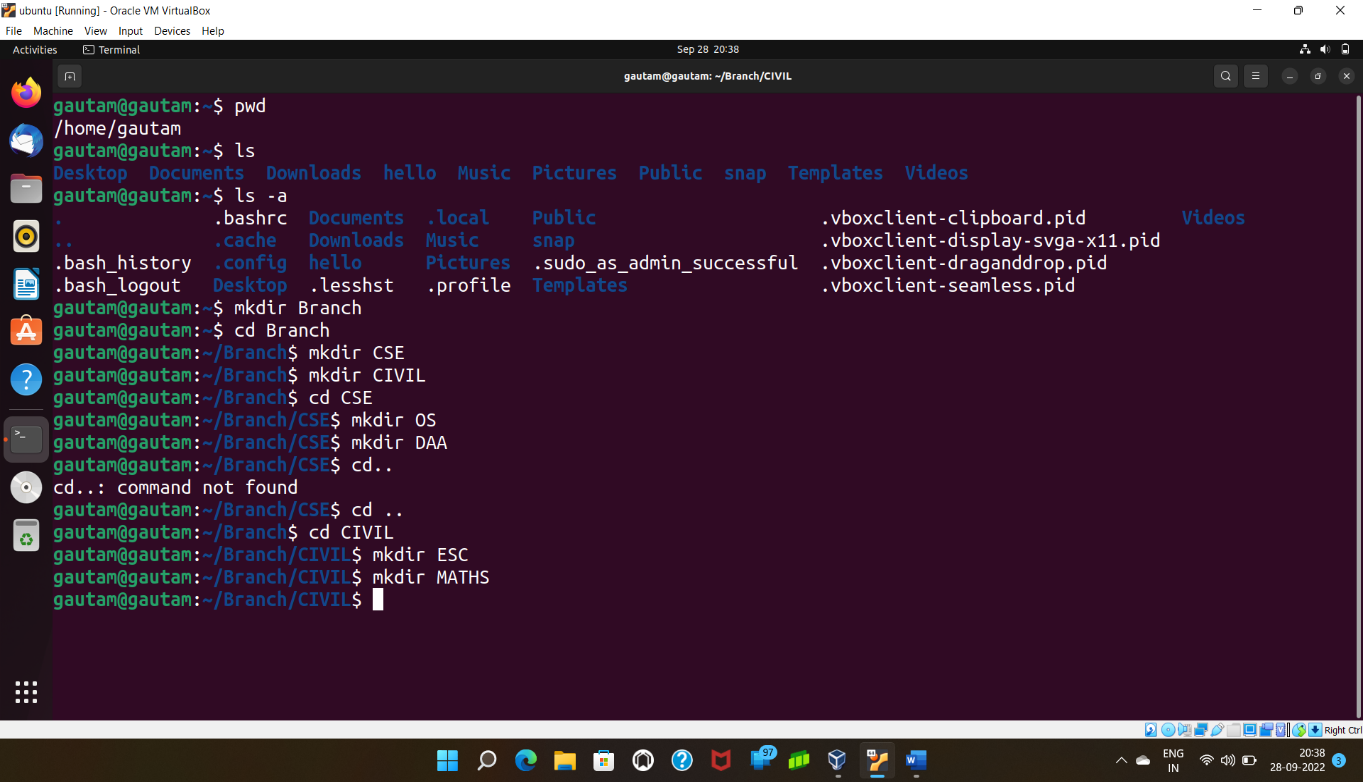 ubuntu [Running] - Oracle VM VirtualBox
File Machine View Input Devices Help
Activities Terminal Sep 28 20:38
gautam@gautam: ~/Branch/CIVIL
gautam@gautam:~$ pwd
/home/gautam
gautam@gautam:~$ ls
Desktop Documents Downloads hello Music Pictures Public snap Templates Videos
gautam@gautam:~$ ls -a
. .bashrc Documents .local Public .vboxclient-clipboard.pid Videos
.. .cache Downloads Music snap .vboxclient-display-svga-x11.pid
.bash_history .config hello Pictures .sudo_as_admin_successful .vboxclient-draganddrop.pid
.bash_logout Desktop .lesshst .profile Templates .vboxclient-seamless.pid
gautam@gautam:~$ mkdir Branch
gautam@gautam:~$ cd Branch
gautam@gautam:~/Branch$ mkdir CSE
gautam@gautam:~/Branch$ mkdir CIVIL
gautam@gautam:~/Branch$ cd CSE
gautam@gautam:~/Branch/CSE$ mkdir OS
gautam@gautam:~/Branch/CSE$ mkdir DAA
gautam@gautam:~/Branch/CSE$ cd..
cd..: command not found
gautam@gautam:~/Branch/CSE$ cd ..
gautam@gautam:~/Branch$ cd CIVIL
gautam@gautam:~/Branch/CIVIL$ mkdir ESC
gautam@gautam:~/Branch/CIVIL$ mkdir MATHS
gautam@gautam:~/Branch/CIVIL$
Right Ctrl
97
ENG
IN
20:38
28-09-2022
3